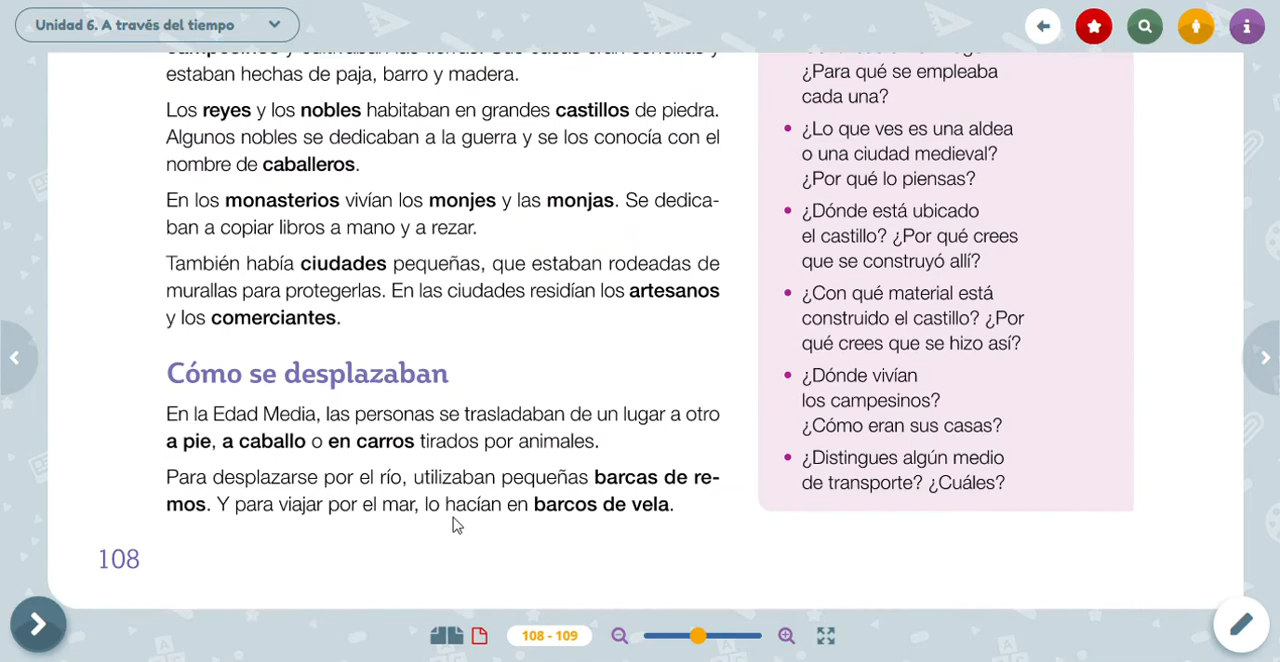 Unidad 6. A través del tiempo
campesinos y cultivaban las tierras. Sus casas eran sencillas y
estaban hechas de paja, barro y madera.
Los reyes y los nobles habitaban en grandes castillos de piedra.
Algunos nobles se dedicaban a la guerra y se los conocía con el
nombre de caballeros.
En los monasterios vivían los monjes y las monjas. Se dedica-
ban a copiar libros a mano y a rezar.
También había ciudades pequeñas, que estaban rodeadas de
murallas para protegerlas. En las ciudades residían los artesanos
y los comerciantes.
Cómo se desplazaban
En la Edad Media, las personas se trasladaban de un lugar a otro
a pie, a caballo o en carros tirados por animales.
Para desplazarse por el río, utilizaban pequeñas barcas de re-
mos. Y para viajar por el mar, lo hacían en barcos de vela.
108
¿Para qué se empleaba
cada una?
• ¿Lo que ves es una aldea
o una ciudad medieval?
¿Por qué lo piensas?
• ¿Dónde está ubicado
el castillo? ¿Por qué crees
que se construyó allí?
• ¿Con qué material está
construido el castillo? ¿Por
qué crees que se hizo así?
• ¿Dónde vivían
los campesinos?
¿Cómo eran sus casas?
• ¿Distingues algún medio
de transporte? ¿Cuáles?
108 - 109